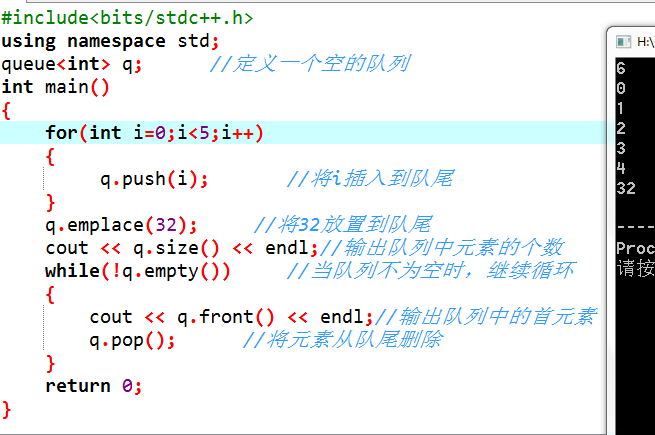 #include<bits/stdc++.h>
using namespace std;
queue<int> q;      //定义一个空的队列
int main()
{
    for(int i=0;i<5;i++)
    {
        q.push(i);       //将i插入到队尾
    }
    q.emplace(32);     //将32放置到队尾
    cout << q.size() << endl;//输出队列中元素的个数
    while(!q.empty())     //当队列不为空时，继续循环
    {
        cout << q.front() << endl;//输出队列中的首元素
        q.pop();      //将元素从队尾删除
    }
    return 0;
}
H:\
6
0
1
2
3
4
32
----
Proc
请按